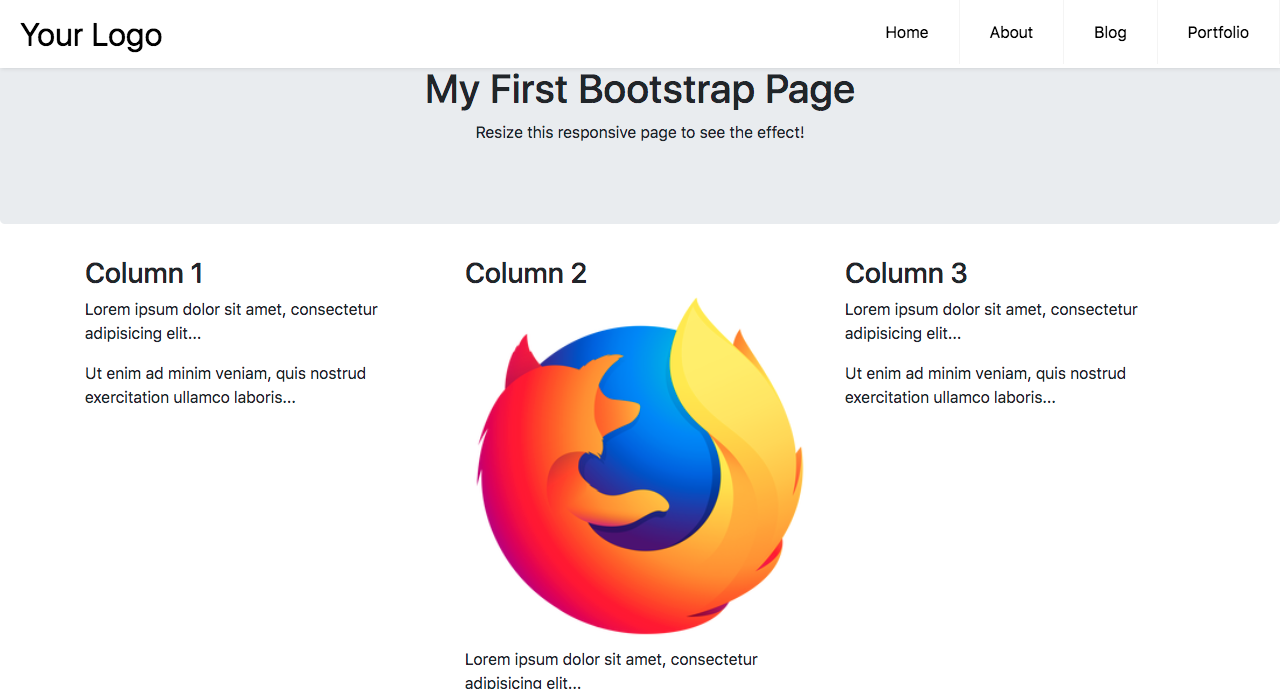 Your Logo
Home
About
Blog
Portfolio
My First Bootstrap Page
Resize this responsive page to see the effect!
Column 1
Lorem ipsum dolor sit amet, consectetur
adipisicing elit...
Ut enim ad minim veniam, quis nostrud
exercitation ullamco laboris...
Column 2
Lorem ipsum dolor sit amet, consectetur
adipisicing elit...
Column 3
Lorem ipsum dolor sit amet, consectetur
adipisicing elit...
Ut enim ad minim veniam, quis nostrud
exercitation ullamco laboris...